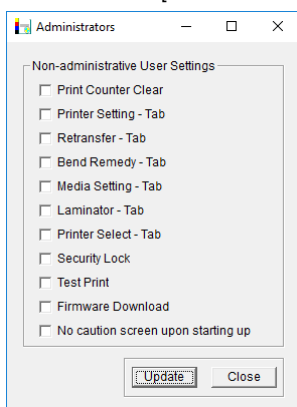 Administrators
Non-administrative User Settings
Print Counter Clear
Printer Setting - Tab
Retransfer - Tab
Bend Remedy - Tab
Media Setting - Tab
Laminator - Tab
Printer Select - Tab
Security Lock
Test Print
Firmware Download
No caution screen upon starting up
Update Close